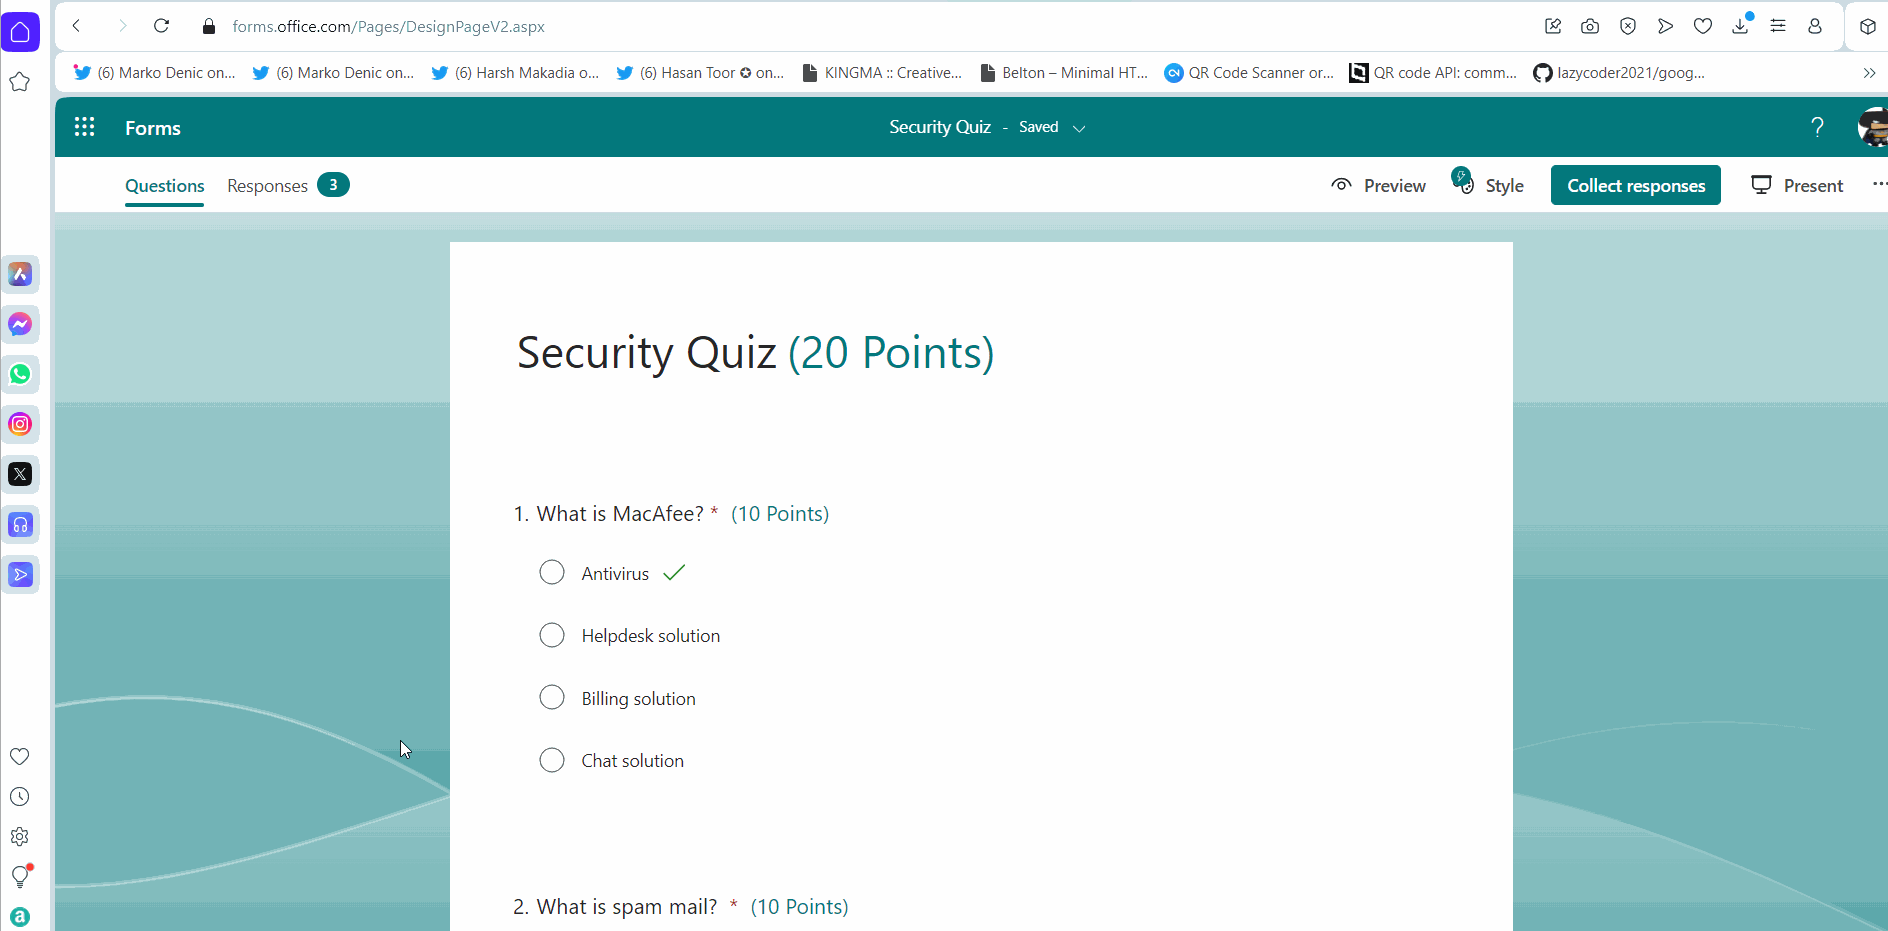 forms.office.com/Pages/DesignPageV2.aspx
(6) Marko Denic on... (6) Marko Denic on... (6) Harsh Makadia o... (6) Hasan Toor ✪ on... KINGMA :: Creative... Belton – Minimal HT... QR Code Scanner or... QR code API: comm... lazycoder2021/goog...
Forms Security Quiz - Saved ?
Questions Responses 3 Preview Style Collect responses Present ...
Security Quiz (20 Points)
1. What is MacAfee? * (10 Points)
Antivirus
Helpdesk solution
Billing solution
Chat solution
2. What is spam mail? * (10 Points)